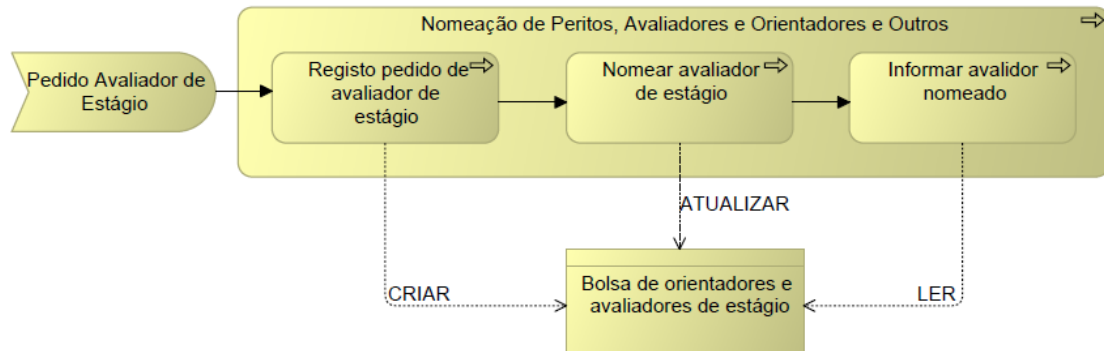 Nomeação de Peritos, Avaliadores e Orientadores e Outros
Pedido Avaliador de
Estágio
Registo pedido de
avaliador de
estágio
Nomear avaliador
de estágio
Informar avalidor
nomeado
ATUALIZAR
CRIAR
Bolsa de orientadores e
avaliadores de estágio
LER